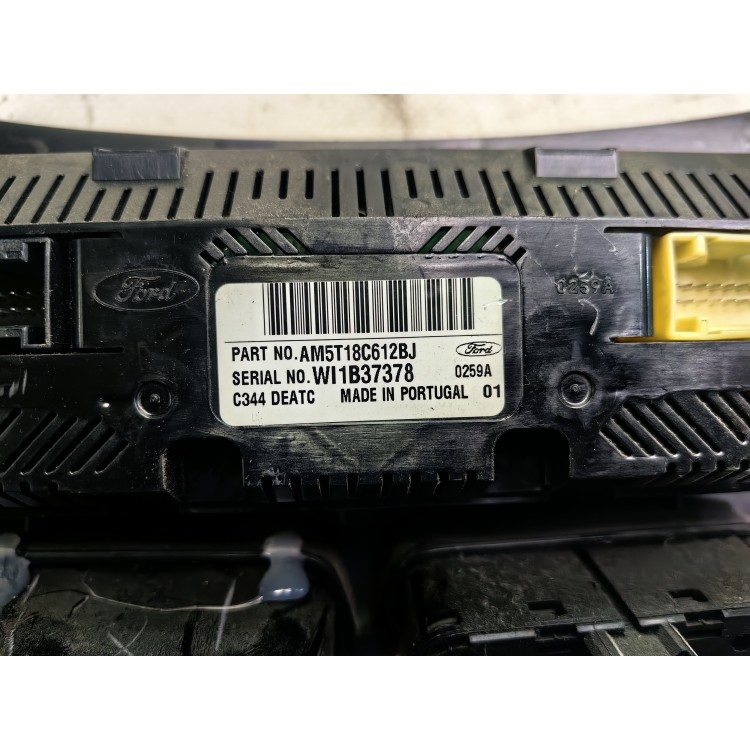 Ford
0259A
PART NO. AM5T18C612BJ
Ford
SERIAL NO. WI1B37378
0259A
C344 DEATC MADE IN PORTUGAL 01